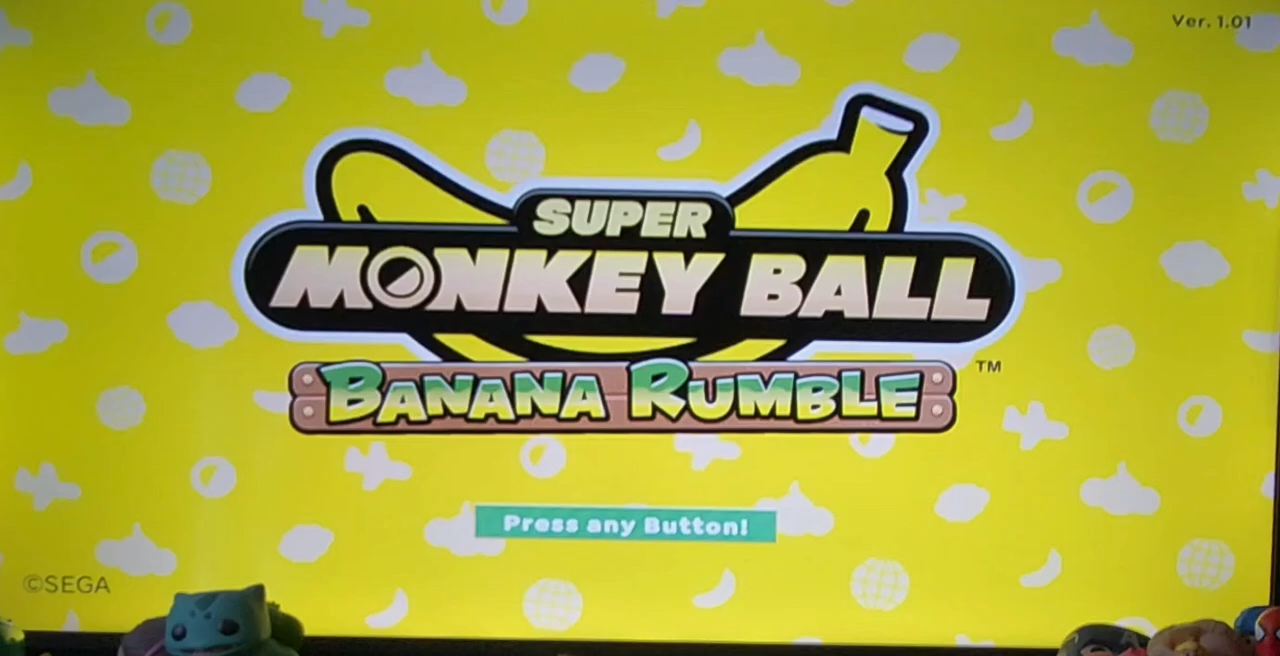 Ver. 1.01
SUPER
MONKEY BALL
TM
BANANA RUMBLE
Press any Button!
©SEGA